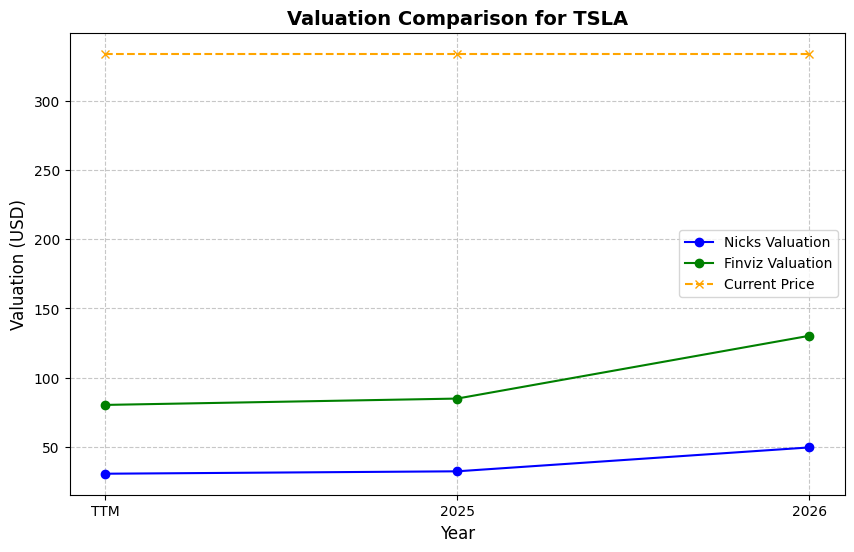 Valuation Comparison for TSLA
Valuation (USD)
300
250
200
150
100
50
Nicks Valuation
Finviz Valuation
Current Price
TTM
2025
2026
Year